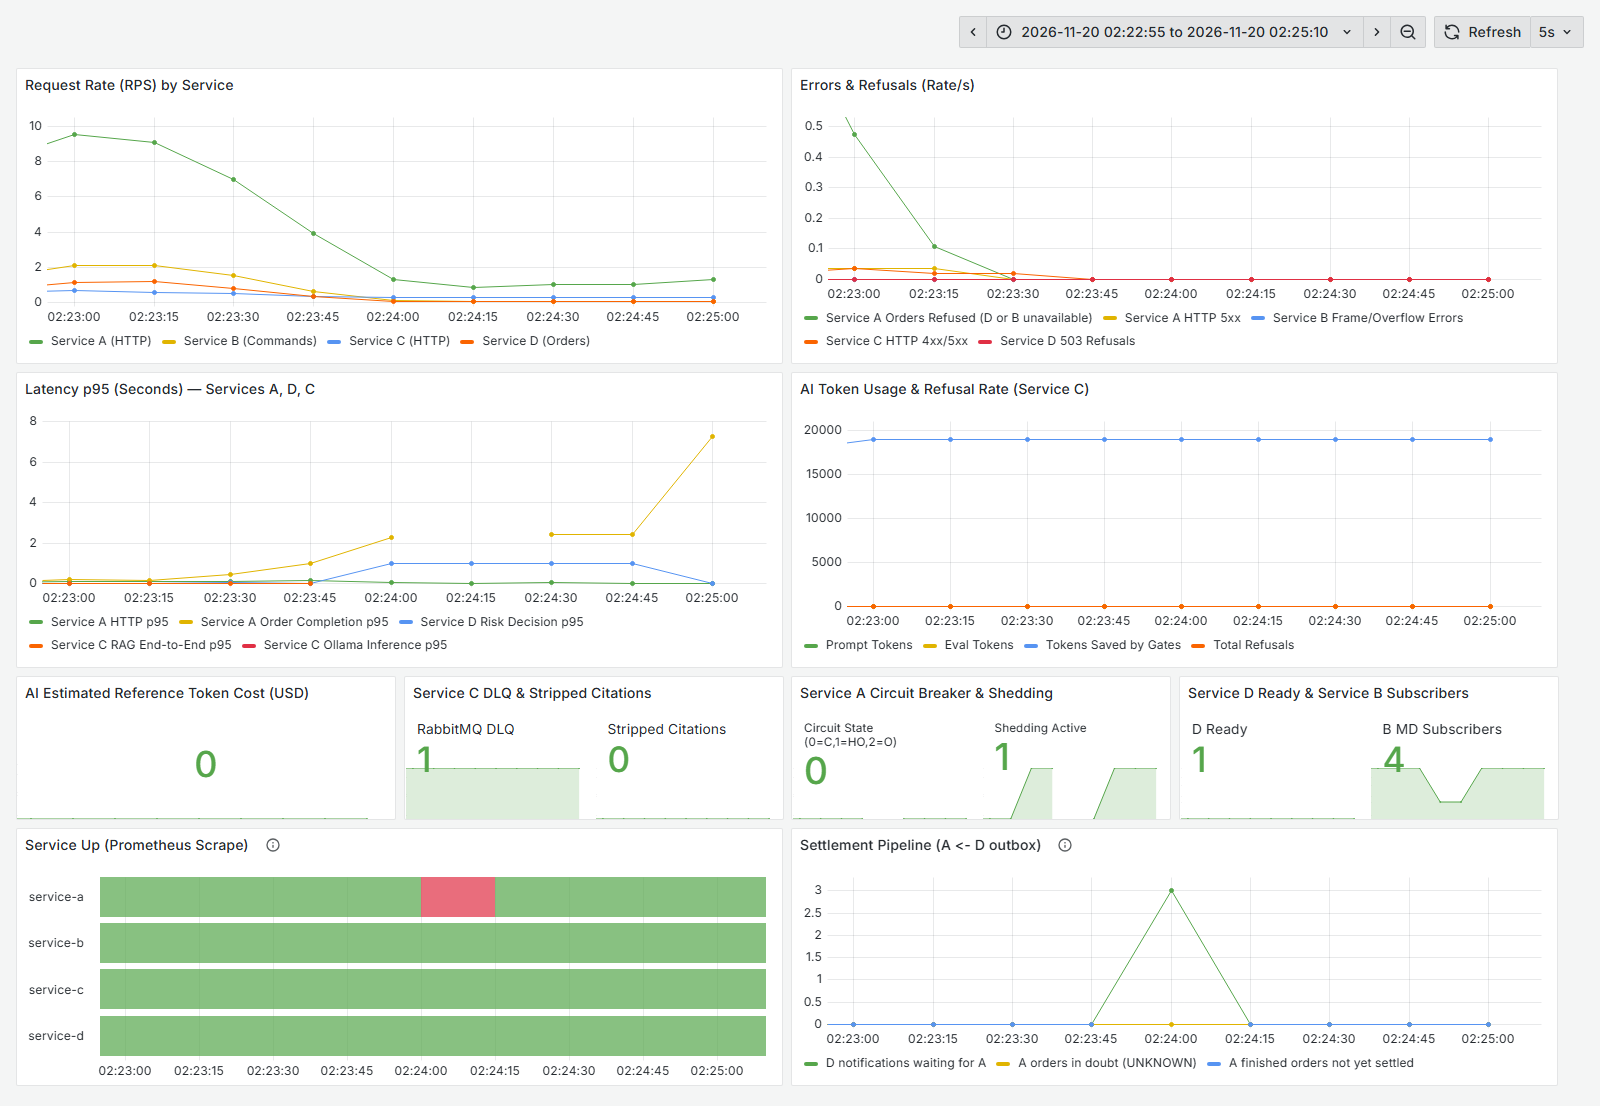 2026-11-20 02:22:55 to 2026-11-20 02:25:10 Refresh 5s
Request Rate (RPS) by Service
10
8
6
4
2
0
02:23:00 02:23:15 02:23:30 02:23:45 02:24:00 02:24:15 02:24:30 02:24:45 02:25:00
Service A (HTTP) Service B (Commands) Service C (HTTP) Service D (Orders)
Errors & Refusals (Rate/s)
0.5
0.4
0.3
0.2
0.1
0
02:23:00 02:23:15 02:23:30 02:23:45 02:24:00 02:24:15 02:24:30 02:24:45 02:25:00
Service A Orders Refused (D or B unavailable) Service A HTTP 5xx Service B Frame/Overflow Errors
Service C HTTP 4xx/5xx Service D 503 Refusals
Latency p95 (Seconds) — Services A, D, C
8
6
4
2
0
02:23:00 02:23:15 02:23:30 02:23:45 02:24:00 02:24:15 02:24:30 02:24:45 02:25:00
Service A HTTP p95 Service A Order Completion p95 Service D Risk Decision p95
Service C RAG End-to-End p95 Service C Ollama Inference p95
AI Token Usage & Refusal Rate (Service C)
20000
15000
10000
5000
0
02:23:00 02:23:15 02:23:30 02:23:45 02:24:00 02:24:15 02:24:30 02:24:45 02:25:00
Prompt Tokens Eval Tokens Tokens Saved by Gates Total Refusals
AI Estimated Reference Token Cost (USD)
0
Service C DLQ & Stripped Citations
RabbitMQ DLQ
1
Stripped Citations
0
Service A Circuit Breaker & Shedding
Circuit State
(0=C,1=HO,2=O)
0
Shedding Active
1
Service D Ready & Service B Subscribers
D Ready
1
B MD Subscribers
4
Service Up (Prometheus Scrape)
service-a
service-b
service-c
service-d
02:23:00 02:23:15 02:23:30 02:23:45 02:24:00 02:24:15 02:24:30 02:24:45 02:25:00
Settlement Pipeline (A <- D outbox)
3
2.5
2
1.5
1
0.5
0
02:23:00 02:23:15 02:23:30 02:23:45 02:24:00 02:24:15 02:24:30 02:24:45 02:25:00
D notifications waiting for A A orders in doubt (UNKNOWN) A finished orders not yet settled